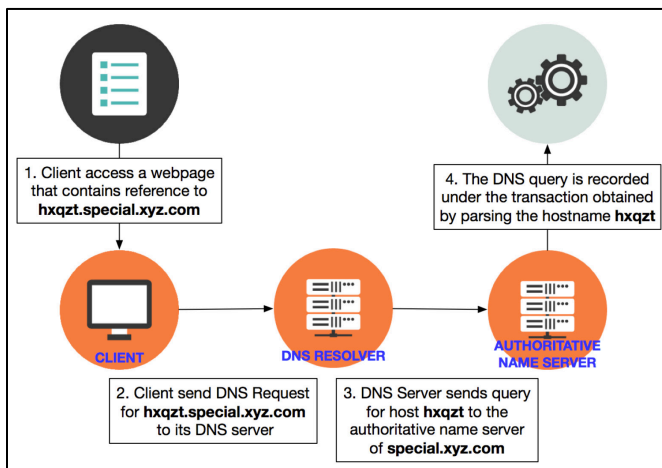 1. Client access a webpage
that contains reference to
hxqzt.special.xyz.com
4. The DNS query is recorded
under the transaction obtained
by parsing the hostname hxqzt
CLIENT
DNS RESOLVER
AUTHORITATIVE
NAME SERVER
2. Client send DNS Request
for hxqzt.special.xyz.com
to its DNS server
3. DNS Server sends query
for host hxqzt to the
authoritative name server
of special.xyz.com